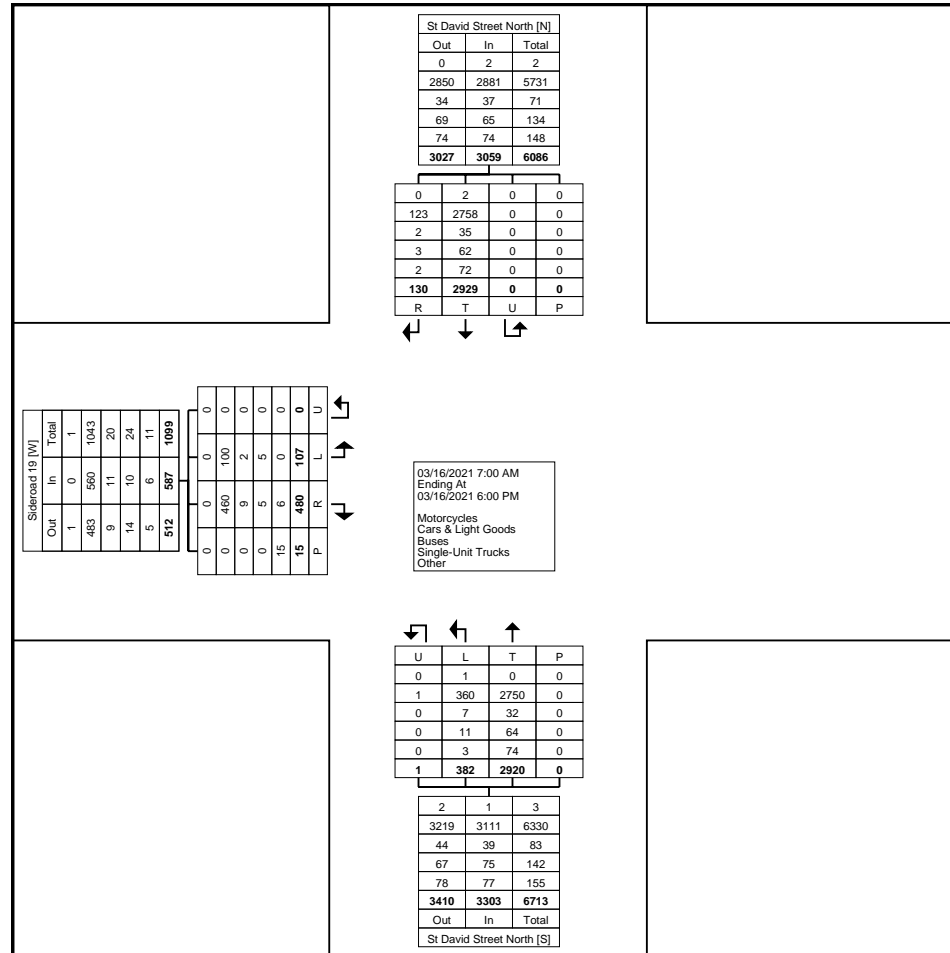 St David Street North [N]
Out In Total
0 2 2
2850 2881 5731
34 37 71
69 65 134
74 74 148
3027 3059 6086
0 2 0 0
123 2758 0 0
2 35 0 0
3 62 0 0
2 72 0 0
130 2929 0 0
R T U P
Sideroad 19 [W]
Out In Total
1 0 1
483 560 1043
9 11 20
14 10 24
5 6 11
512 587 1099
0 0 0 0
0 460 100 0
0 9 2 0
0 5 5 0
15 6 0 0
15 480 107 0
P R L U
03/16/2021 7:00 AM
Ending At
03/16/2021 6:00 PM
Motorcycles
Cars & Light Goods
Buses
Single-Unit Trucks
Other
U L T P
0 1 0 0
1 360 2750 0
0 7 32 0
0 11 64 0
0 3 74 0
1 382 2920 0
2 1 3
3219 3111 6330
44 39 83
67 75 142
78 77 155
3410 3303 6713
Out In Total
St David Street North [S]